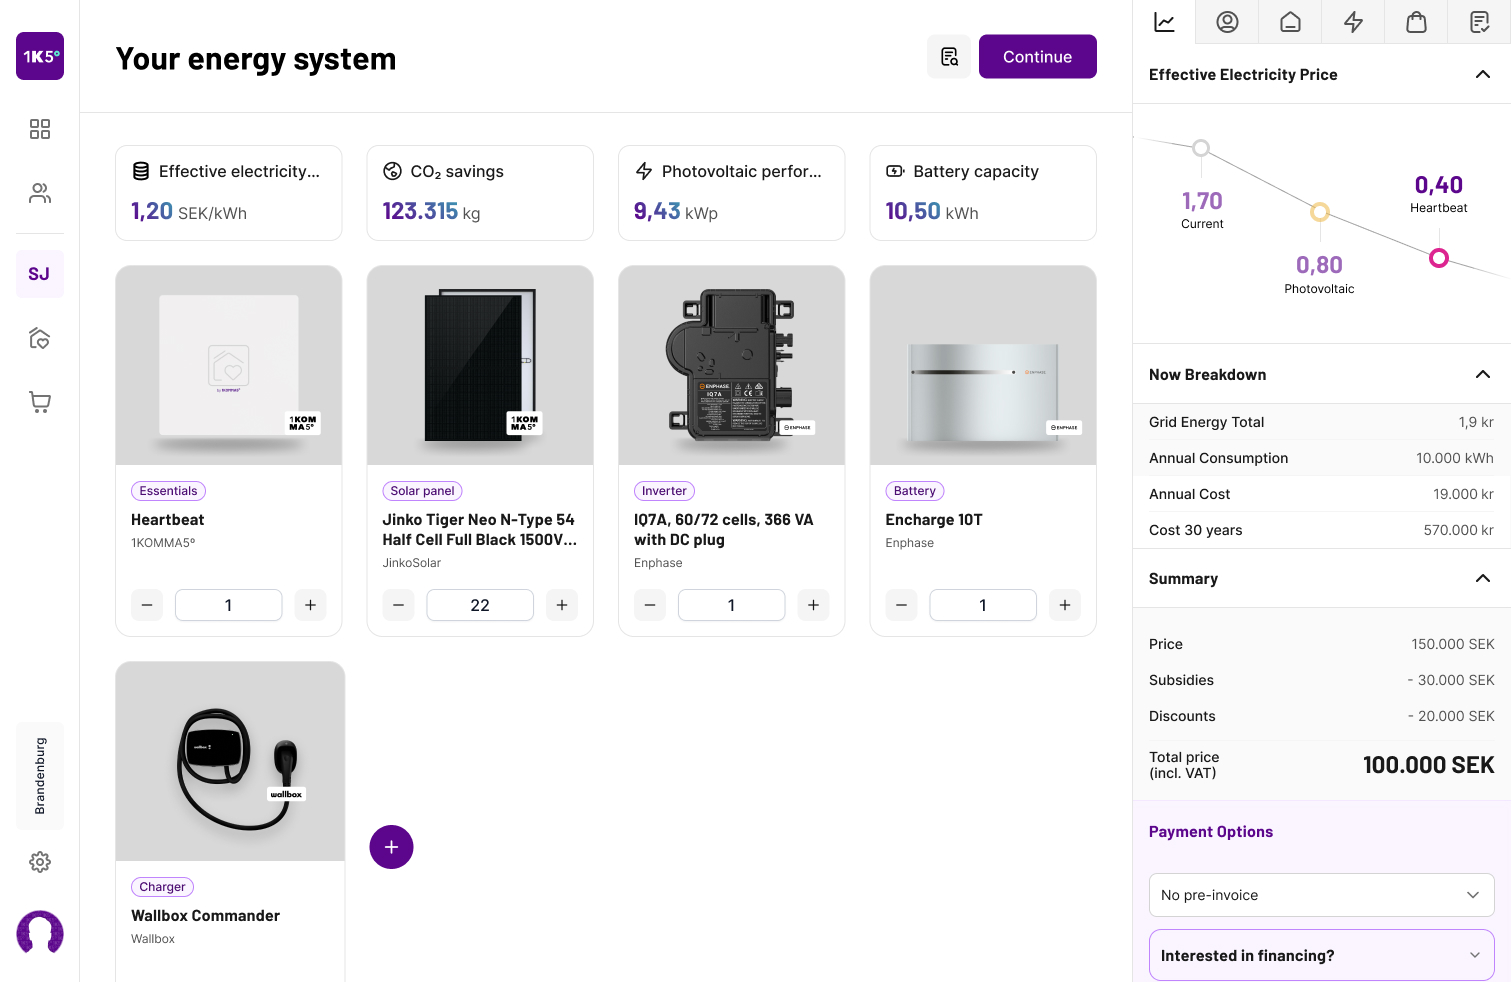 1K5°
Your energy system
Continue
Effective electricity...
1,20 SEK/kWh
CO₂ savings
123.315 kg
Photovoltaic perfor...
9,43 kWp
Battery capacity
10,50 kWh
1KOM
MA5°
Essentials
Heartbeat
1KOMMA5º
1
1KOM
MA5°
Solar panel
Jinko Tiger Neo N-Type 54
Half Cell Full Black 1500V...
JinkoSolar
22
ENPHASE
IQ7A
ENPHASE
Inverter
IQ7A, 60/72 cells, 366 VA
with DC plug
Enphase
1
ENPHASE
ENPHASE
Battery
Encharge 10T
Enphase
1
wallbox
wallbox
Charger
Wallbox Commander
Wallbox
SJ
Brandenburg
Effective Electricity Price
1,70
Current
0,80
Photovoltaic
0,40
Heartbeat
Now Breakdown
Grid Energy Total 1,9 kr
Annual Consumption 10.000 kWh
Annual Cost 19.000 kr
Cost 30 years 570.000 kr
Summary
Price 150.000 SEK
Subsidies - 30.000 SEK
Discounts - 20.000 SEK
Total price
(incl. VAT)
100.000 SEK
Payment Options
No pre-invoice
Interested in financing?